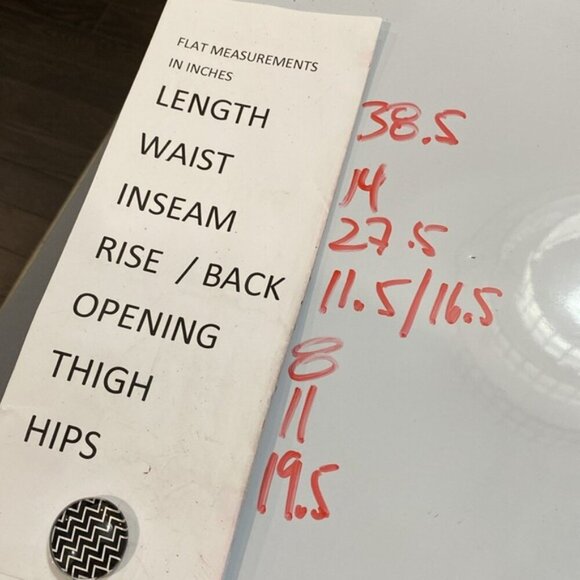 FLAT MEASUREMENTS
IN INCHES
LENGTH 38.5
WAIST 14
INSEAM 27.5
RISE / BACK 11.5/16.5
OPENING 8
THIGH 11
HIPS 19.5